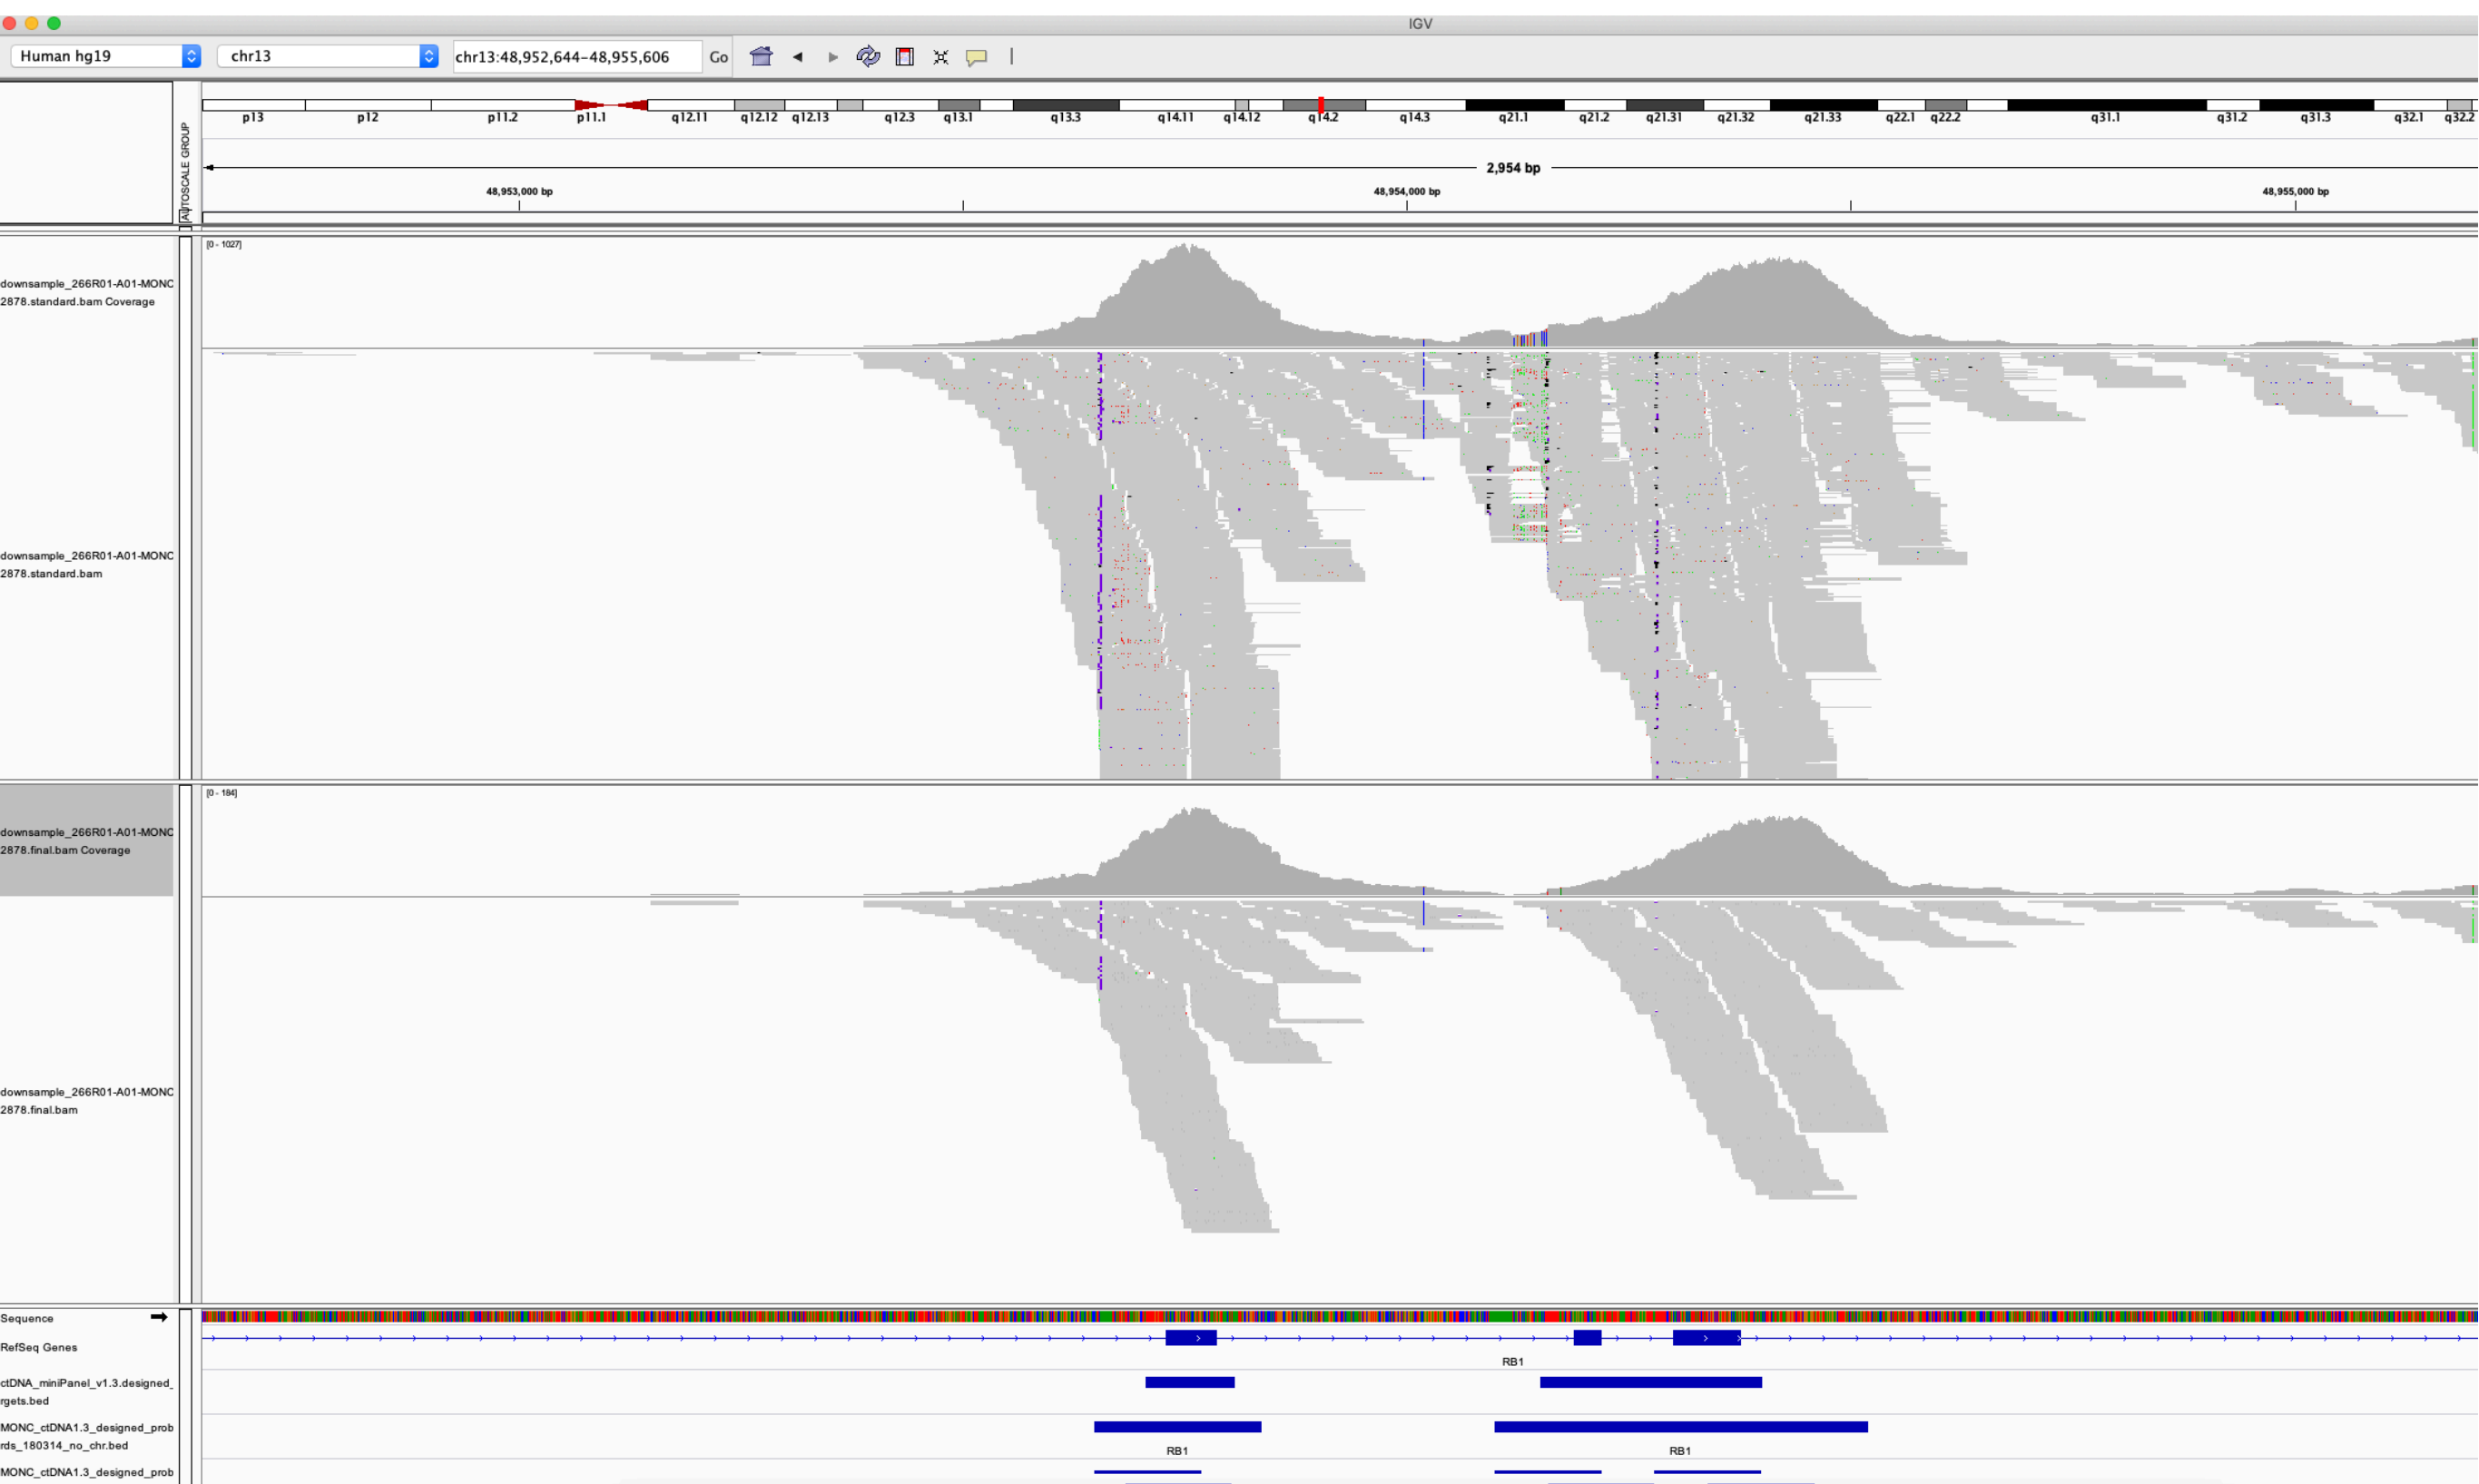 IGV
Human hg19 chr13 chr13:48,952,644-48,955,606 Go
p13 p12 p11.2 p11.1 q12.11 q12.12 q12.13 q12.3 q13.1 q13.3 q14.11 q14.12 q14.2 q14.3 q21.1 q21.2 q21.31 q21.32 q21.33 q22.1 q22.2 q31.1 q31.2 q31.3 q32.1 q32.2
AUTOSCALE GROUP
2,954 bp
48,953,000 bp 48,954,000 bp 48,955,000 bp
[0 - 1027]
downsample_266R01-A01-MONC
2878.standard.bam Coverage
downsample_266R01-A01-MONC
2878.standard.bam
[0 - 184]
downsample_266R01-A01-MONC
2878.final.bam Coverage
downsample_266R01-A01-MONC
2878.final.bam
Sequence
RefSeq Genes
RB1
ctDNA_miniPanel_v1.3.designed_
rgets.bed
MONC_ctDNA1.3_designed_prob
rds_180314_no_chr.bed
RB1 RB1
MONC_ctDNA1.3_designed_prob